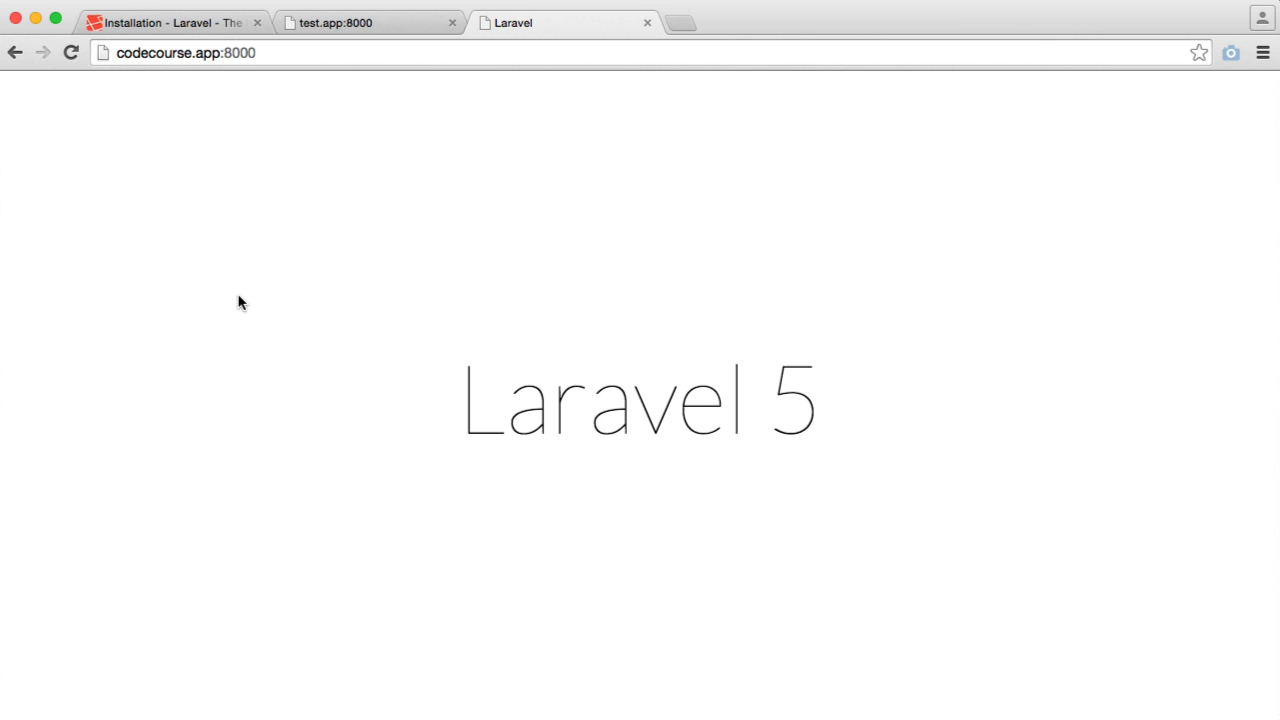 Installation - Laravel - The
test.app:8000
Laravel
codecourse.app:8000
Laravel 5